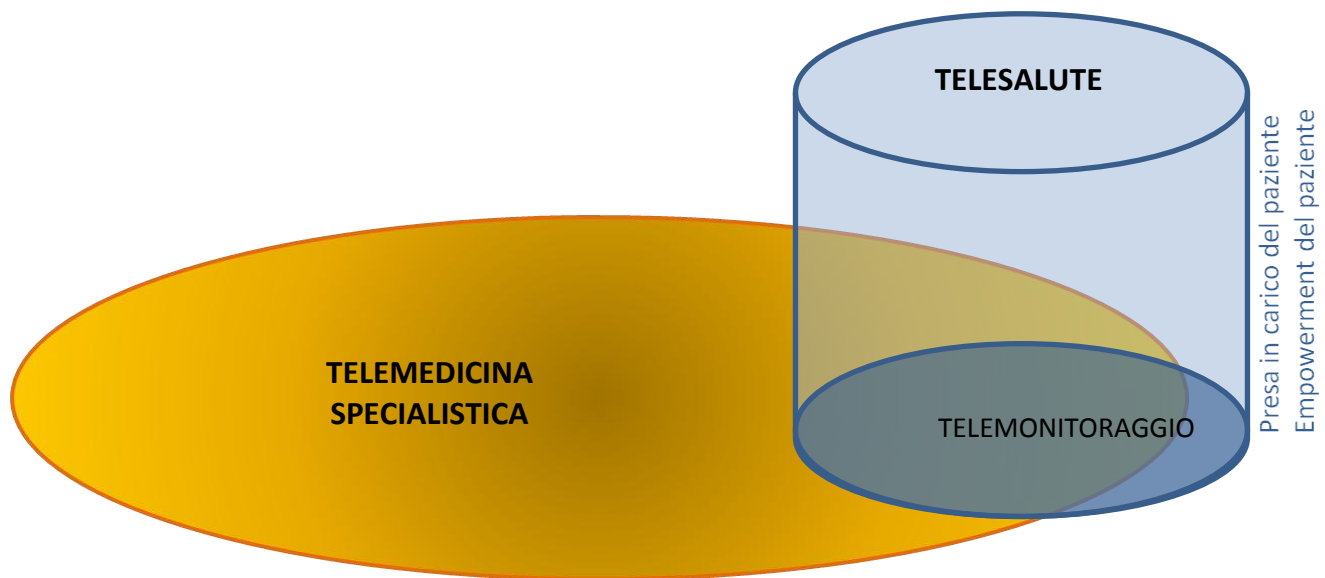 TELESALUTE
TELEMEDICINA
SPECIALISTICA
TELEMONITORAGGIO
Presa in carico del paziente
Empowerment del paziente